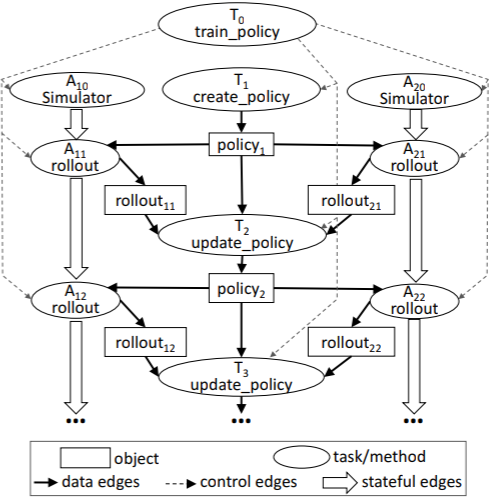 T₀
train_policy
A₁₀
Simulator
T₁
create_policy
A₂₀
Simulator
A₁₁
rollout
policy₁
A₂₁
rollout
rollout₁₁
rollout₂₁
T₂
update_policy
A₁₂
rollout
policy₂
A₂₂
rollout
rollout₁₂
rollout₂₂
T₃
update_policy
••• ••• •••
object task/method
data edges control edges stateful edges